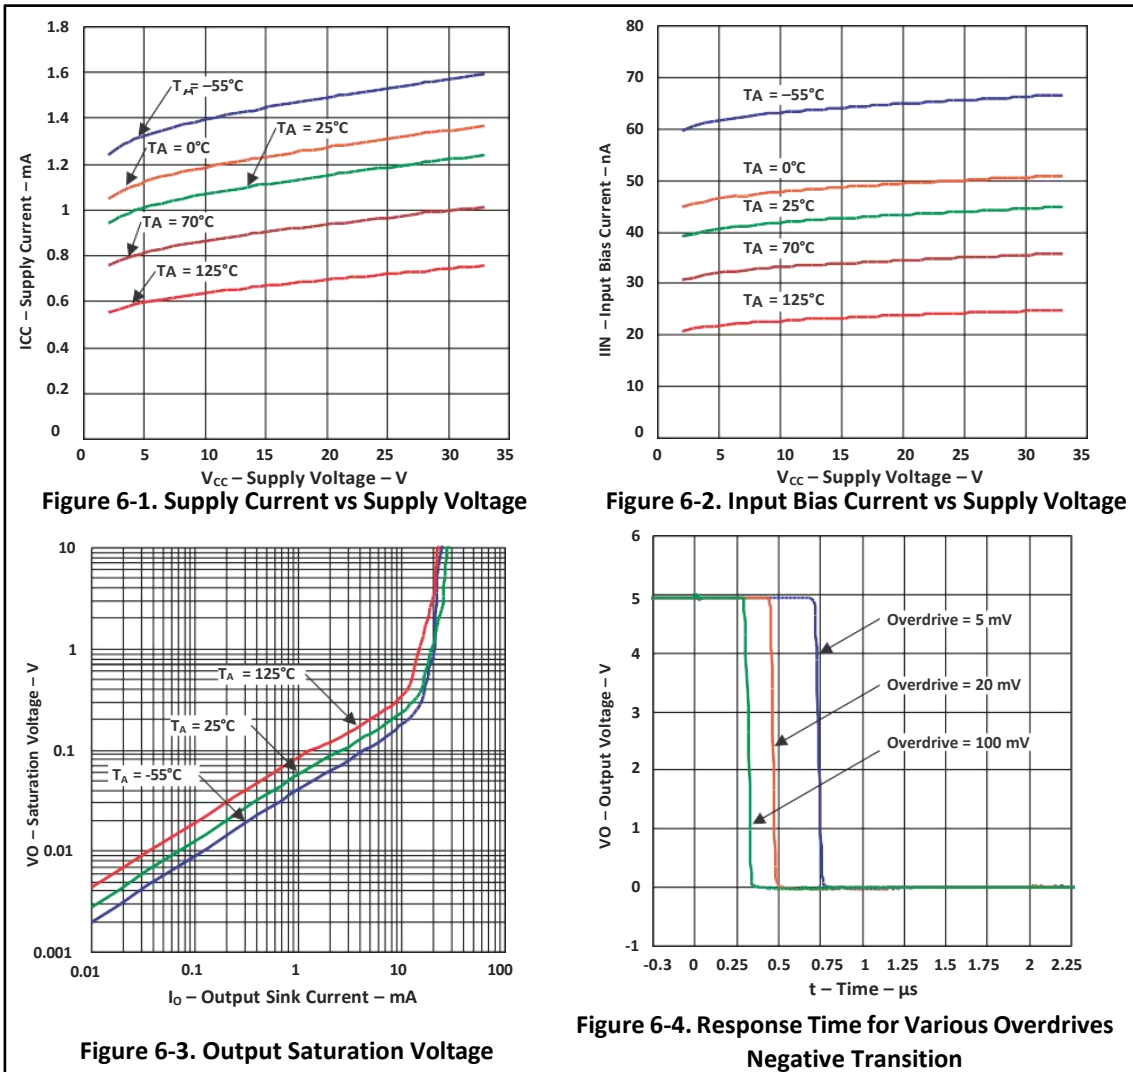 1.8
1.6
1.4
1.2
1
0.8
0.6
0.4
0.2
0
ICC – Supply Current – mA
TA= –55°C
TA = 25°C
TA = 0°C
TA = 70°C
TA = 125°C
0 5 10 15 20 25 30 35
VCC – Supply Voltage – V
Figure 6-1. Supply Current vs Supply Voltage
80
70
60
50
40
30
20
10
0
IIN – Input Bias Current – nA
TA = –55°C
TA = 0°C
TA = 25°C
TA = 70°C
TA = 125°C
0 5 10 15 20 25 30 35
VCC – Supply Voltage – V
Figure 6-2. Input Bias Current vs Supply Voltage
10
1
0.1
0.01
0.001
VO – Saturation Voltage – V
TA = 125°C
TA = 25°C
TA = -55°C
0.01 0.1 1 10 100
IO – Output Sink Current – mA
Figure 6-3. Output Saturation Voltage
6
5
4
3
2
1
0
-1
VO – Output Voltage – V
Overdrive = 5 mV
Overdrive = 20 mV
Overdrive = 100 mV
-0.3 0 0.25 0.5 0.75 1 1.25 1.5 1.75 2 2.25
t – Time – µs
Figure 6-4. Response Time for Various Overdrives
Negative Transition